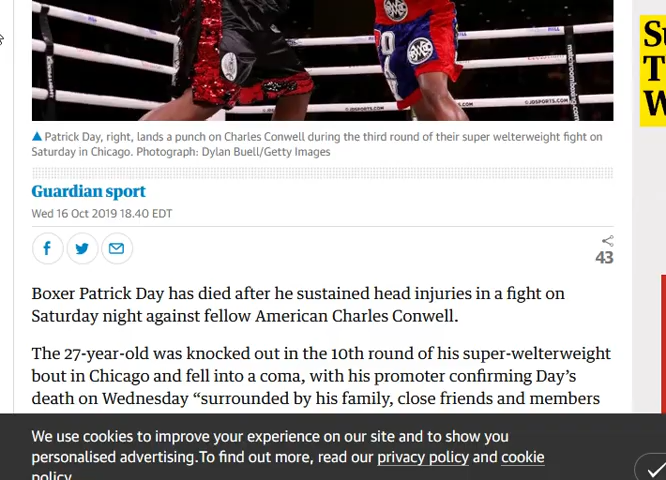 ©JDSPORTS.COM
▲ Patrick Day, right, lands a punch on Charles Conwell during the third round of their super welterweight fight on
Saturday in Chicago. Photograph: Dylan Buell/Getty Images
Guardian sport
Wed 16 Oct 2019 18.40 EDT
43
Boxer Patrick Day has died after he sustained head injuries in a fight on
Saturday night against fellow American Charles Conwell.
The 27-year-old was knocked out in the 10th round of his super-welterweight
bout in Chicago and fell into a coma, with his promoter confirming Day’s
death on Wednesday “surrounded by his family, close friends and members
We use cookies to improve your experience on our site and to show you
personalised advertising.To find out more, read our privacy policy and cookie
policy.